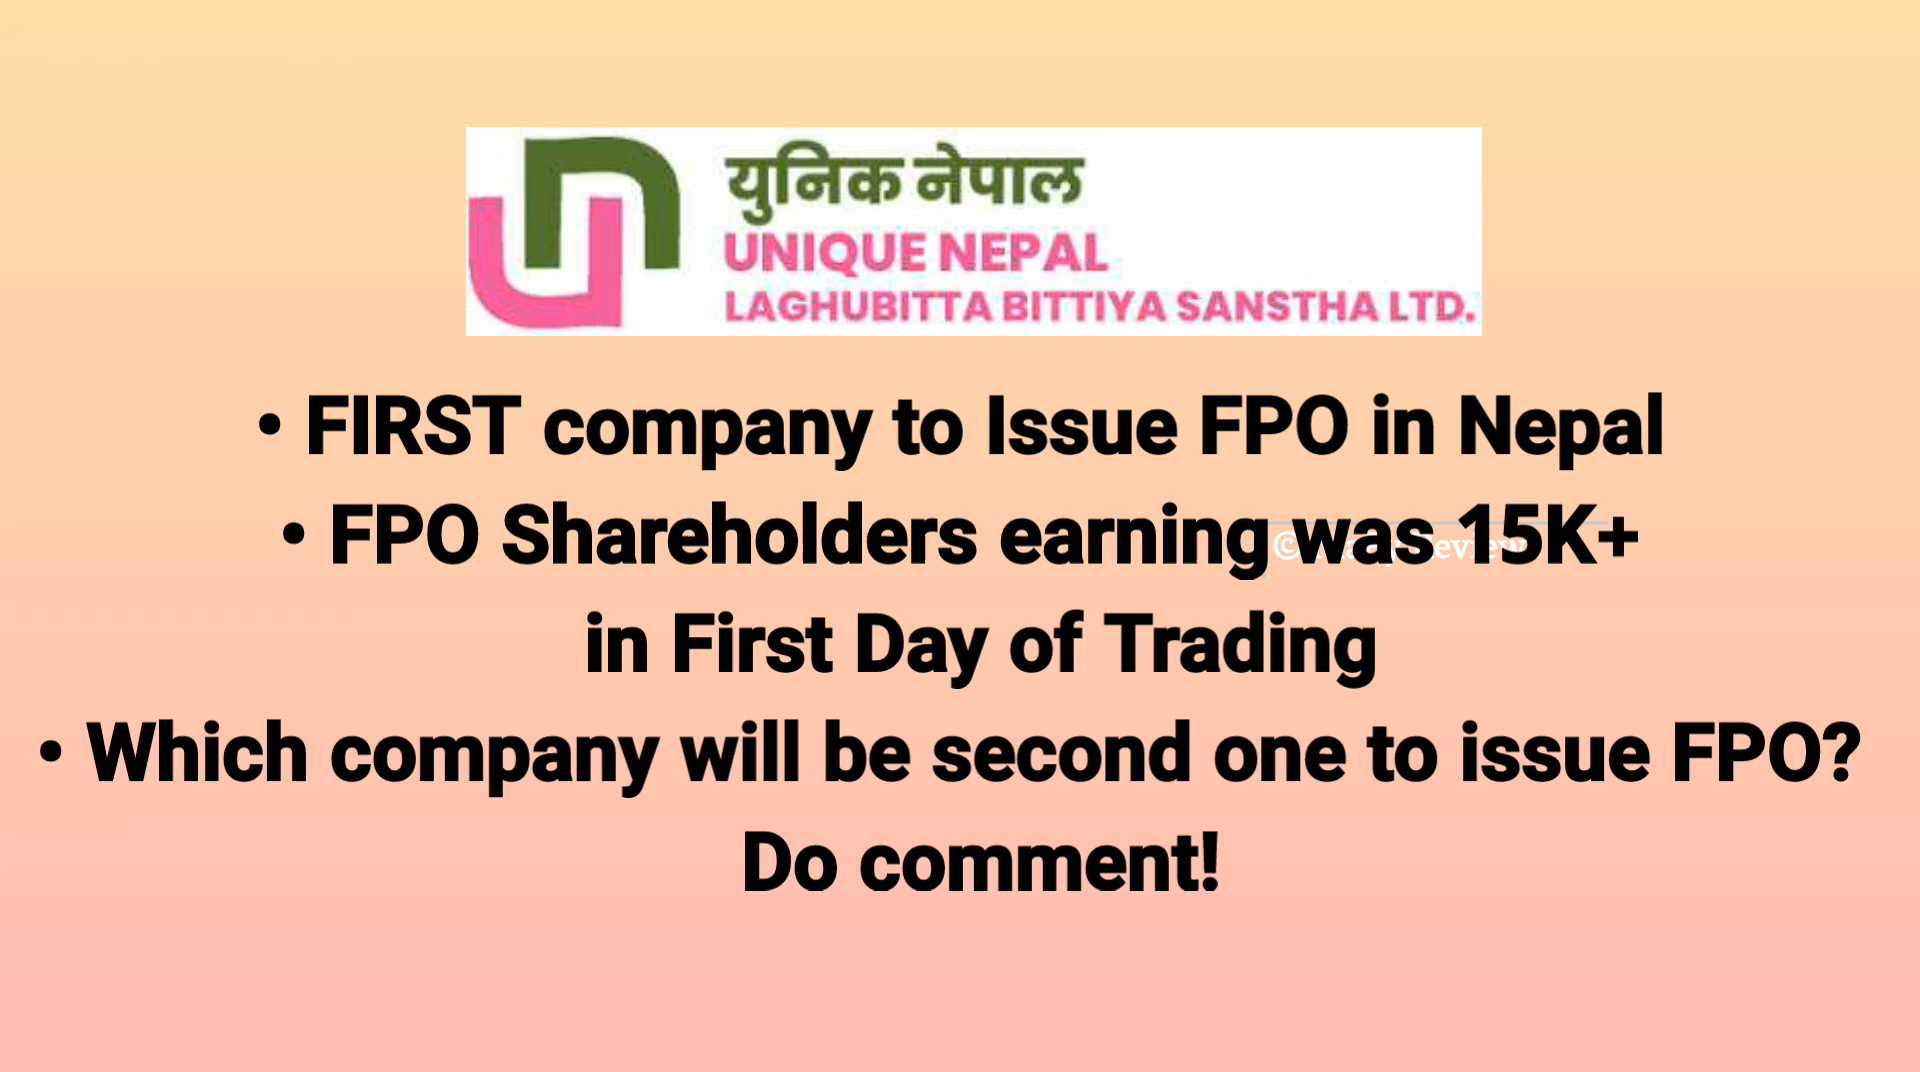 युनिक नेपाल
UNIQUE NEPAL
LAGHUBITTA BITTIYA SANSTHA LTD.
• FIRST company to Issue FPO in Nepal
• FPO Shareholders earning was 15K+
in First Day of Trading
• Which company will be second one to issue FPO?
Do comment!